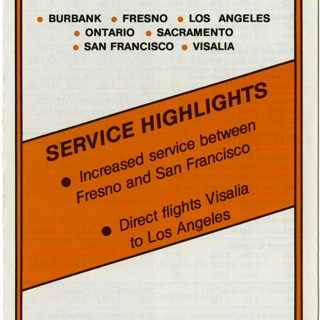 • BURBANK • FRESNO • LOS ANGELES
• ONTARIO • SACRAMENTO
• SAN FRANCISCO • VISALIA
SERVICE HIGHLIGHTS
• Increased service between
Fresno and San Francisco
• Direct flights Visalia
to Los Angeles